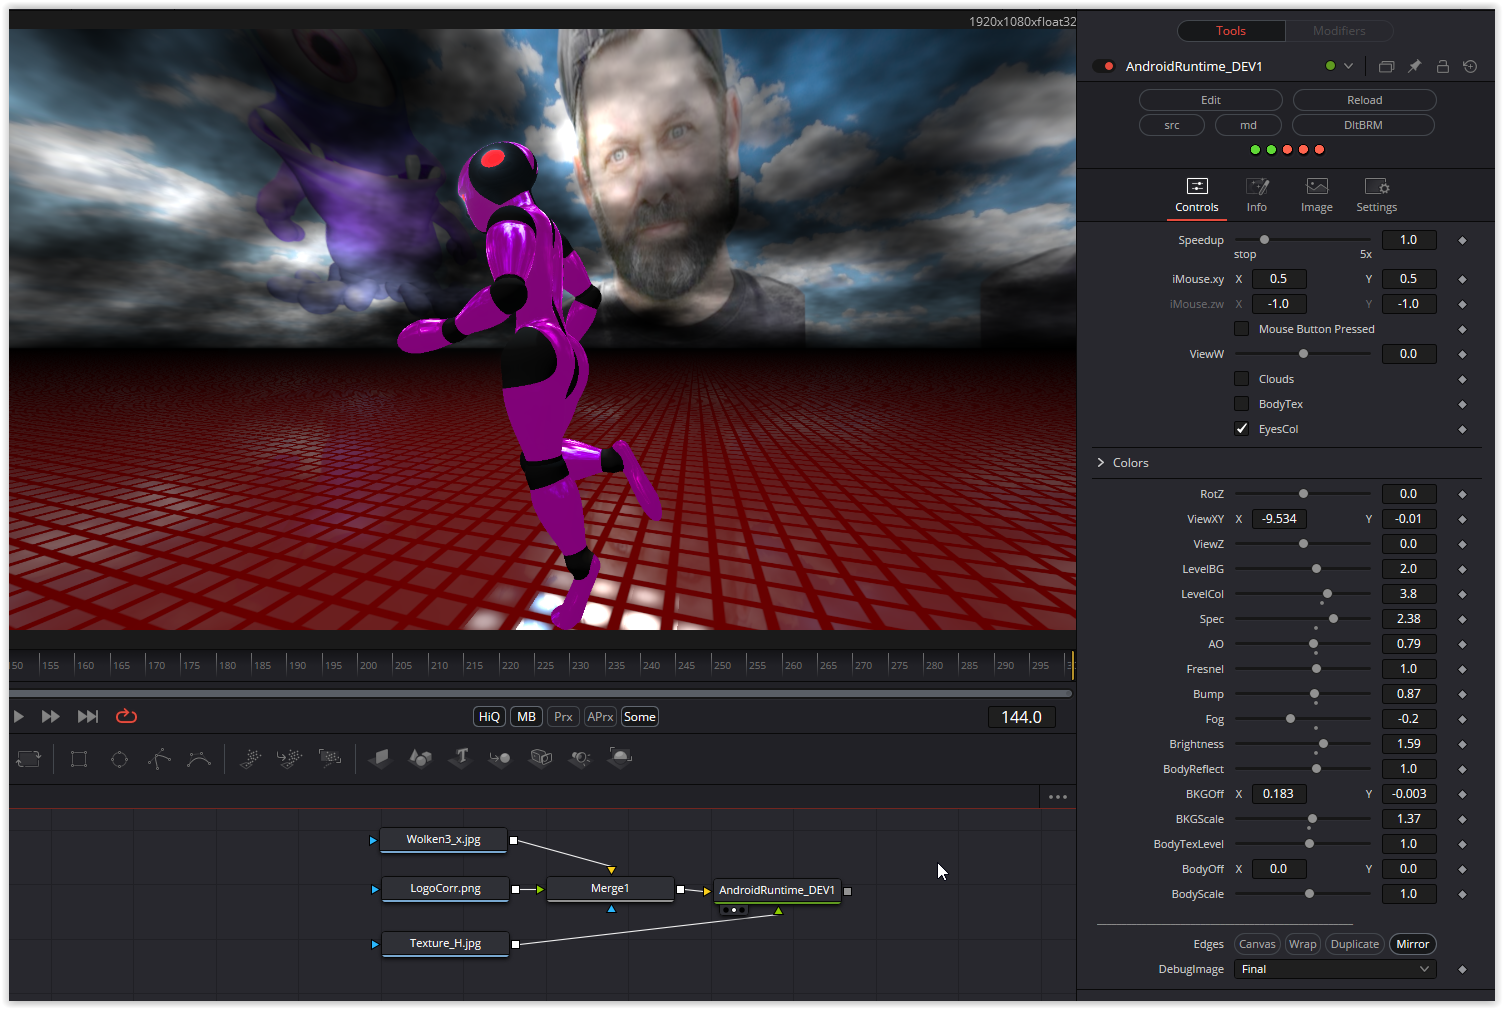 1920x1080xfloat32
Tools Modifiers
AndroidRuntime_DEV1
Edit Reload
src md DltBRM
Controls Info Image Settings
Speedup 1.0
stop 5x
iMouse.xy X 0.5 Y 0.5
iMouse.zw X -1.0 Y -1.0
Mouse Button Pressed
ViewW 0.0
Clouds
BodyTex
EyesCol
Colors
RotZ 0.0
ViewXY X -9.534 Y -0.01
ViewZ 0.0
LevelBG 2.0
LevelCol 3.8
Spec 2.38
AO 0.79
Fresnel 1.0
Bump 0.87
Fog -0.2
Brightness 1.59
BodyReflect 1.0
BKGOff X 0.183 Y -0.003
BKGScale 1.37
BodyTexLevel 1.0
BodyOff X 0.0 Y 0.0
BodyScale 1.0
Edges Canvas Wrap Duplicate Mirror
DebugImage Final
50 155 160 165 170 175 180 185 190 195 200 205 210 215 220 225 230 235 240 245 250 255 260 265 270 275 280 285 290 295
HiQ MB Prx APrx Some 144.0
Wolken3_x.jpg
LogoCorr.png Merge1 AndroidRuntime_DEV1
Texture_H.jpg